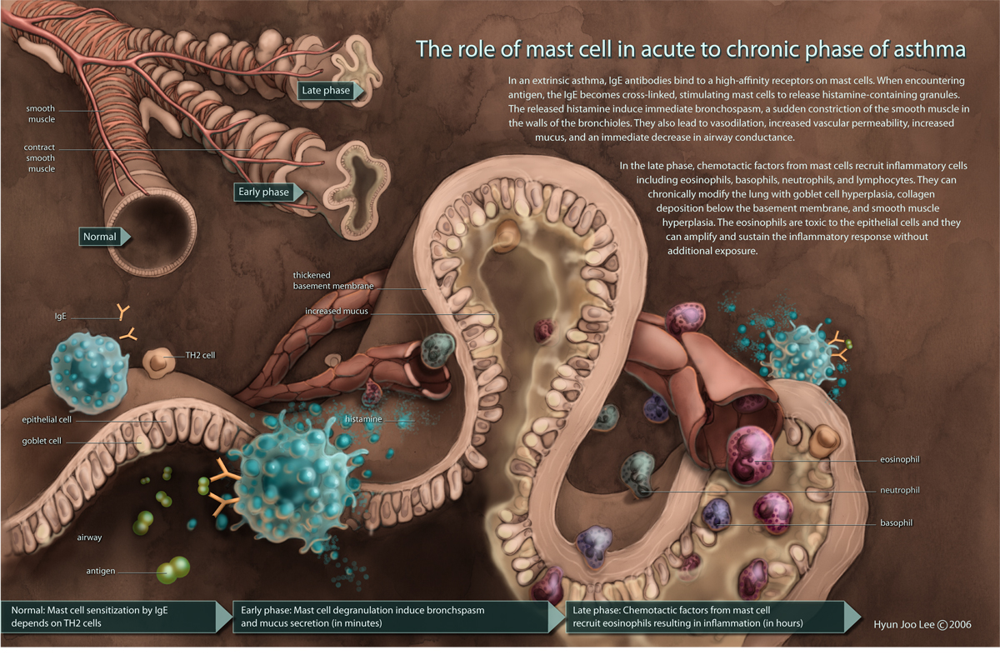 The role of mast cell in acute to chronic phase of asthma
In an extrinsic asthma, IgE antibodies bind to a high-affinity receptors on mast cells. When encountering
antigen, the IgE becomes cross-linked, stimulating mast cells to release histamine-containing granules.
The released histamine induce immediate bronchospasm, a sudden constriction of the smooth muscle in
the walls of the bronchioles. They also lead to vasodilation, increased vascular permeability, increased
mucus, and an immediate decrease in airway conductance.
In the late phase, chemotactic factors from mast cells recruit inflammatory cells
including eosinophils, basophils, neutrophils, and lymphocytes. They can
chronically modify the lung with goblet cell hyperplasia, collagen
deposition below the basement membrane, and smooth muscle
hyperplasia. The eosinophils are toxic to the epithelial cells and they
can amplify and sustain the inflammatory response without
additional exposure.
Late phase
smooth
muscle
contract
smooth
muscle
Early phase
Normal
thickened
basement membrane
increased mucus
IgE
TH2 cell
epithelial cell
goblet cell
histamine
airway
antigen
eosinophil
neutrophil
basophil
Normal: Mast cell sensitization by IgE
depends on TH2 cells
Early phase: Mast cell degranulation induce bronchspasm
and mucus secretion (in minutes)
Late phase: Chemotactic factors from mast cell
recruit eosinophils resulting in inflammation (in hours)
Hyun Joo Lee ©2006